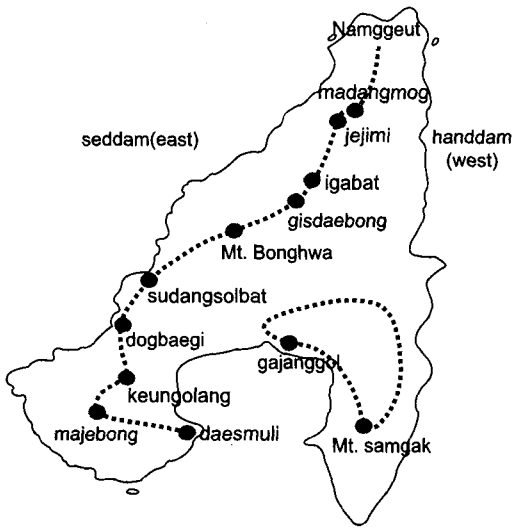 Namggeut
madangmog
jejimi
seddam(east)
handdam
(west)
igabat
gisdaebong
Mt. Bonghwa
sudangsolbat
dogbaegi
gajanggol
keungolang
majebong
daesmuli
Mt. samgak